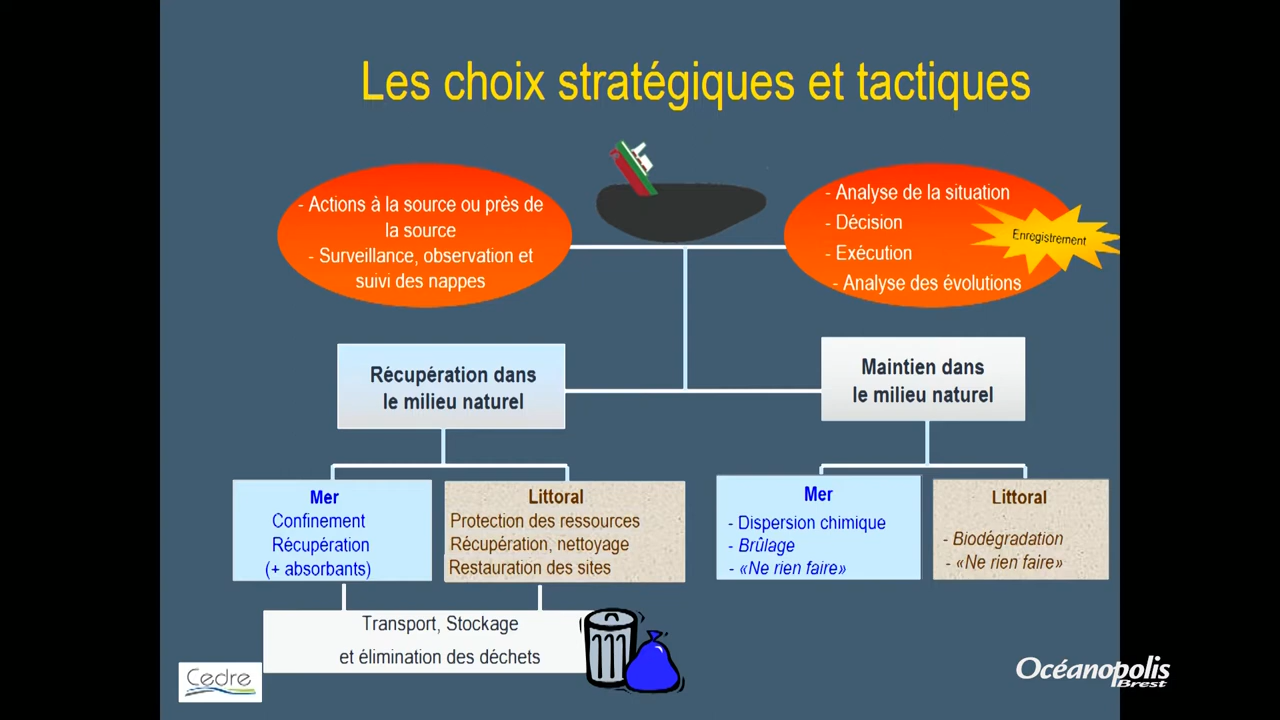 Les choix stratégiques et tactiques
- Actions à la source ou près de
la source
- Surveillance, observation et
suivi des nappes
- Analyse de la situation
- Décision
- Exécution
- Analyse des évolutions
Enregistrement
Récupération dans
le milieu naturel
Maintien dans
le milieu naturel
Mer
Confinement
Récupération
(+ absorbants)
Littoral
Protection des ressources
Récupération, nettoyage
Restauration des sites
Mer
- Dispersion chimique
- Brûlage
- «Ne rien faire»
Littoral
- Biodégradation
- «Ne rien faire»
Transport, Stockage
et élimination des déchets
Cedre
Océanopolis
Brest